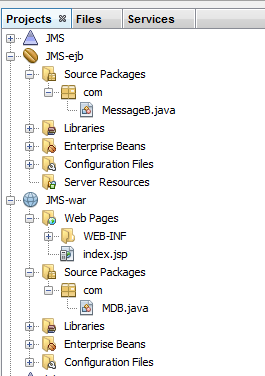 Projects Files Services
JMS
JMS-ejb
Source Packages
com
MessageB.java
Libraries
Enterprise Beans
Configuration Files
Server Resources
JMS-war
Web Pages
WEB-INF
index.jsp
Source Packages
com
MDB.java
Libraries
Enterprise Beans
Configuration Files